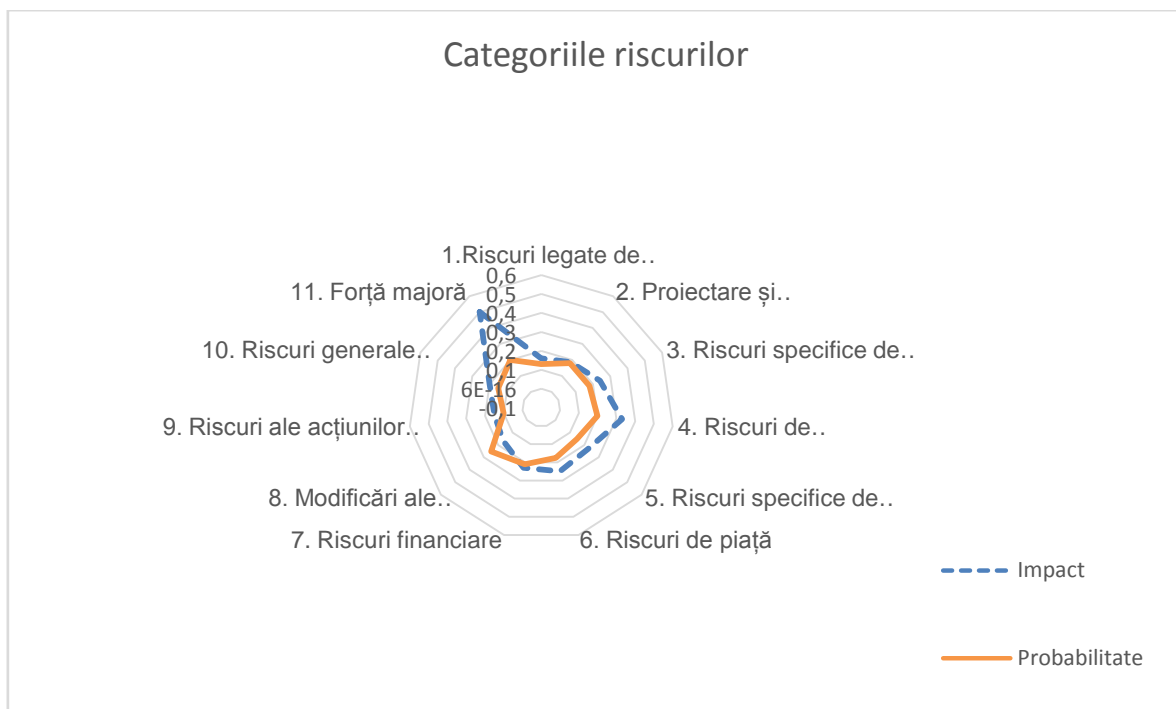 Categoriile riscurilor
1.Riscuri legate de..
0,6
0,5
0,4
0,3
0,2
0,1
6E-16
-0,1
2. Proiectare și..
3. Riscuri specifice de..
4. Riscuri de..
5. Riscuri specifice de..
6. Riscuri de piață
7. Riscuri financiare
8. Modificări ale..
9. Riscuri ale acțiunilor..
10. Riscuri generale..
11. Forță majoră
Impact
Probabilitate